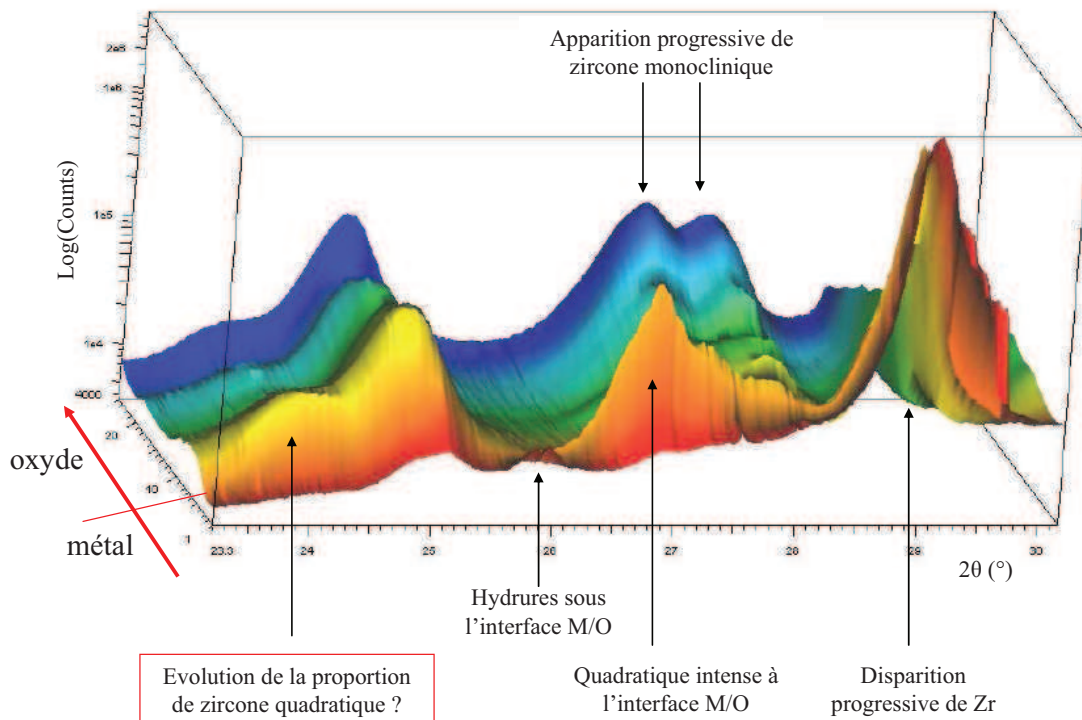 Apparition progressive de
zircone monoclinique
Log(Counts)
2e6
1e6
1e5
1e4
4000
20
40
1
oxyde
métal
23.3
24
25
26
27
28
29
30
2θ (°)
Hydrures sous
l’interface M/O
Evolution de la proportion
de zircone quadratique ?
Quadratique intense à
l’interface M/O
Disparition
progressive de Zr